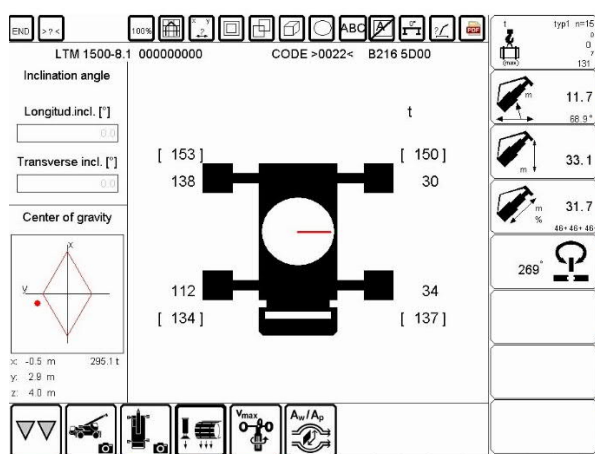 END >?< 100% x y ? ABC A 0° ? PDF
LTM 1500-8.1 000000000 CODE >0022< B216 5D00
Inclination angle
Longitud.incl. [°]
0.0
Transverse incl. [°]
0.0
Center of gravity
x
y
x: -0.5 m 295.1 t
y: 2.9 m
z: 4.0 m
t
[ 153 ] [ 150 ]
138 30
112 34
[ 134 ] [ 137 ]
t typ1 n=15
0
0
7
(max) 131
m 11.7
68.9°
m 33.1
m 31.7
% 46+ 46+ 46+
269°
Vmax
Aw / Ap